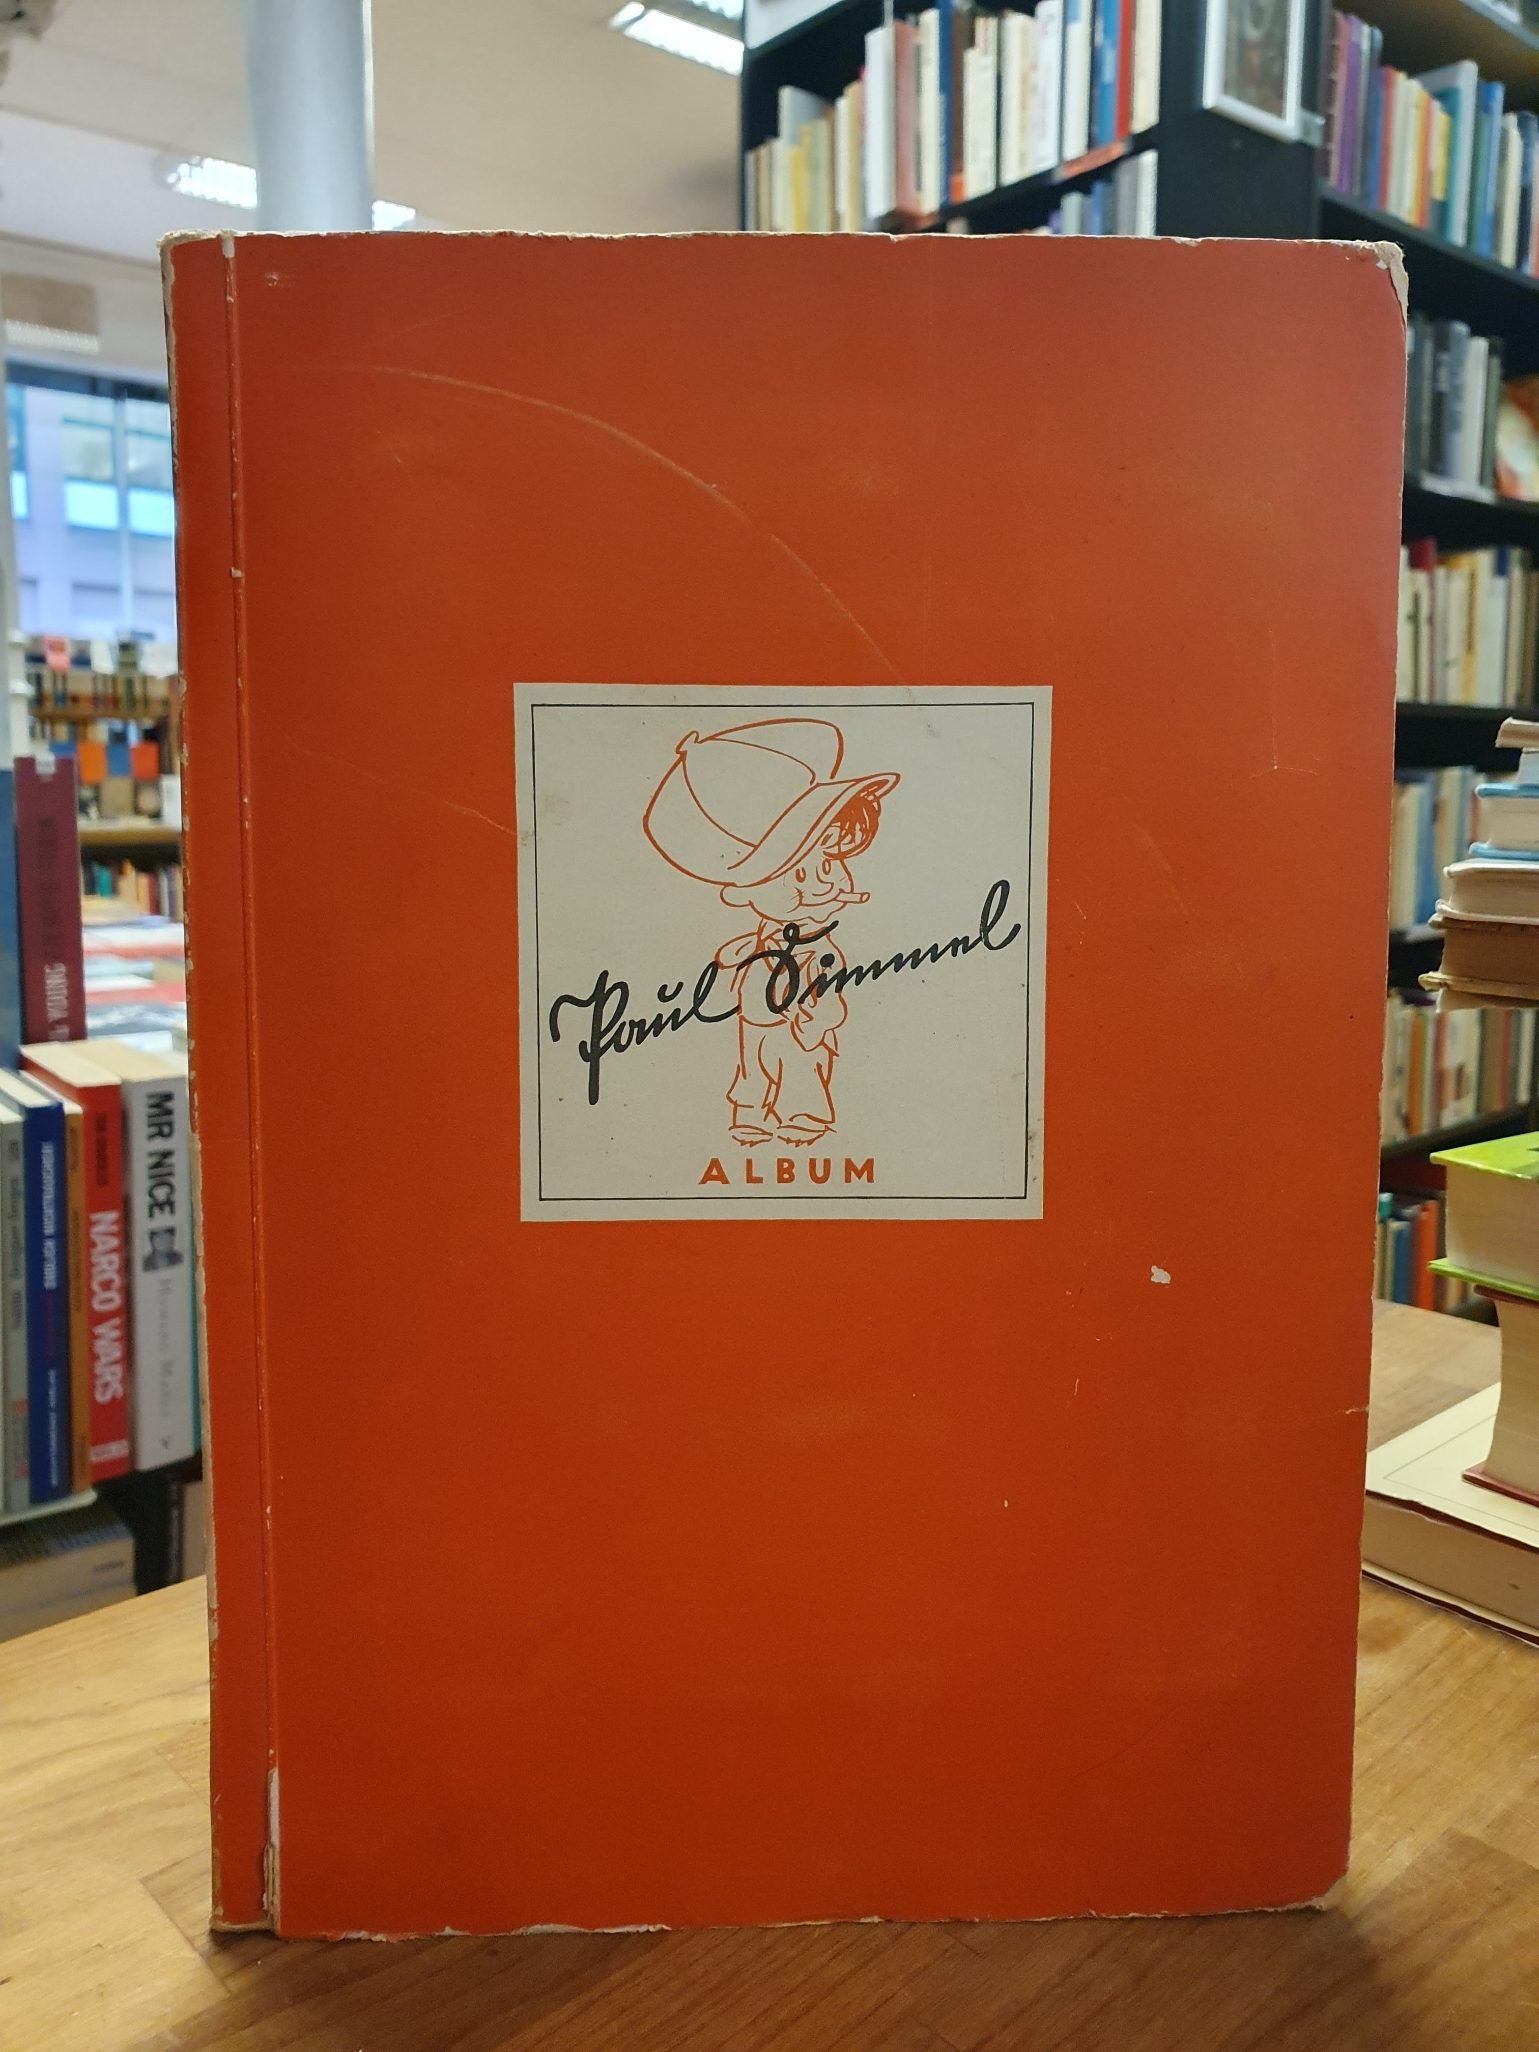 Paul Simmel
ALBUM
MR NICE
NARCO WARS